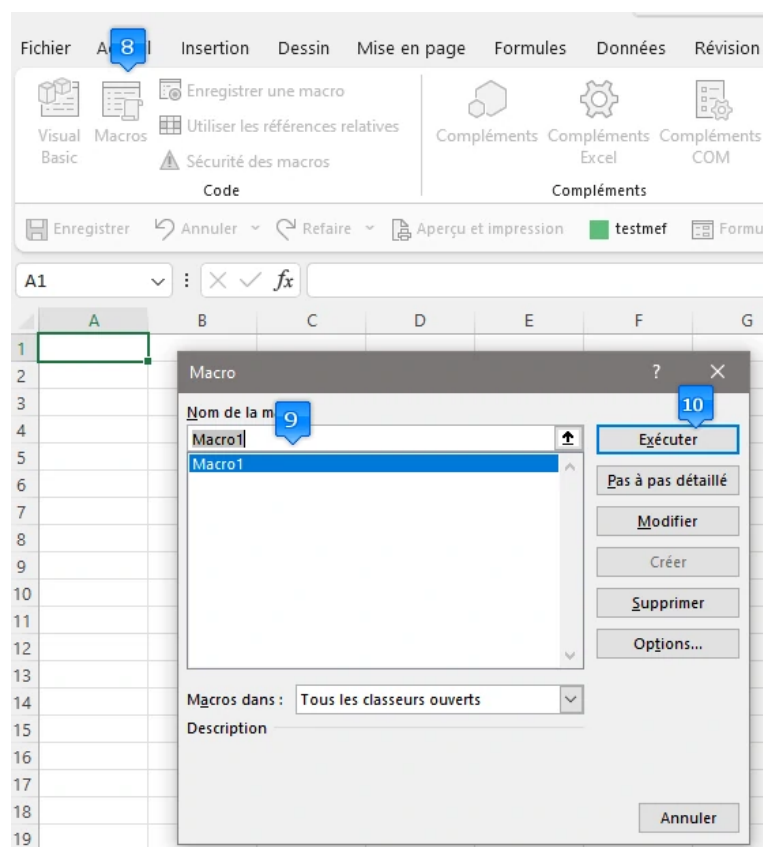 Fichier A 8 l Insertion Dessin Mise en page Formules Données Révision
Enregistrer une macro
Utiliser les références relatives
Sécurité des macros
Visual Basic
Macros
Compléments
Compléments Excel
Compléments COM
Code
Compléments
Enregistrer Annuler Refaire Aperçu et impression testmef Formu
A1 fx
A B C D E F G
1
2
3
4
5
6
7
8
9
10
11
12
13
14
15
16
17
18
19
Macro ? ×
10
Nom de la m 9
Macro1
Macro1
Exécuter
Pas à pas détaillé
Modifier
Créer
Supprimer
Options...
Macros dans : Tous les classeurs ouverts
Description
Annuler